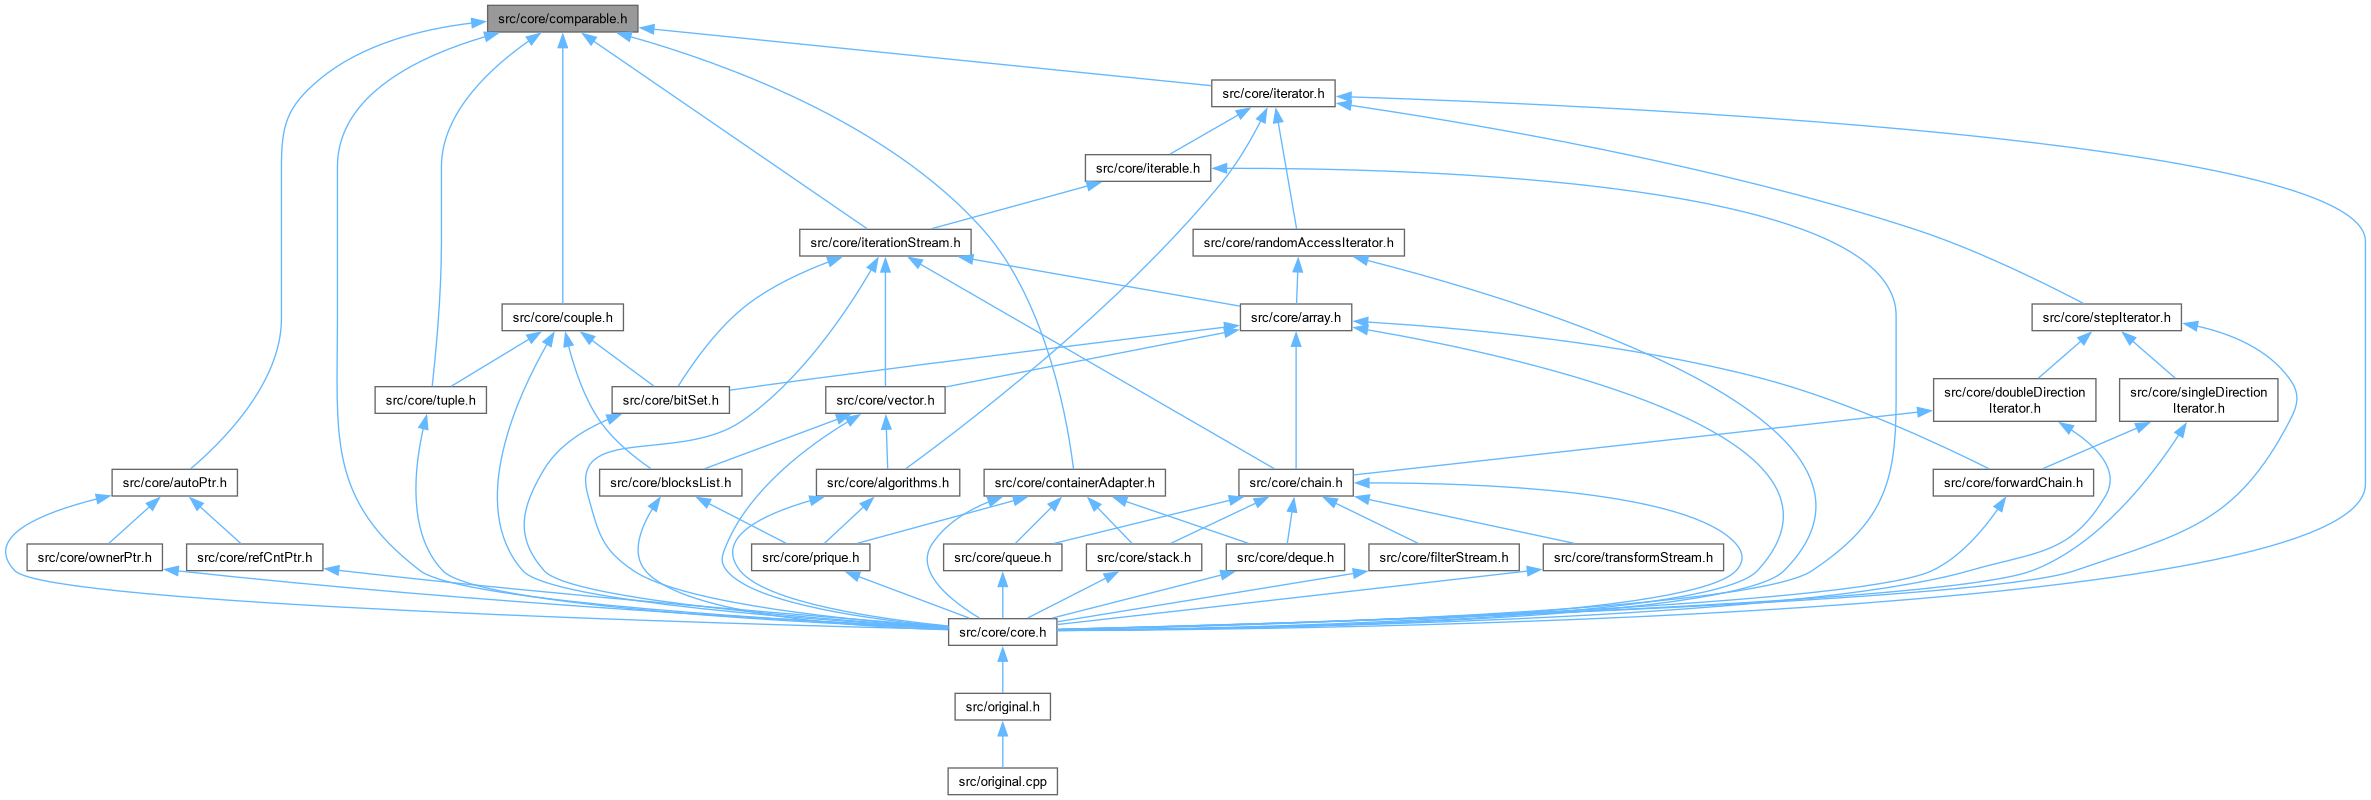 src/core/comparable.h
src/core/iterator.h
src/core/iterable.h
src/core/iterationStream.h
src/core/randomAccessIterator.h
src/core/couple.h
src/core/array.h
src/core/stepIterator.h
src/core/tuple.h
src/core/bitSet.h
src/core/vector.h
src/core/doubleDirection
Iterator.h
src/core/singleDirection
Iterator.h
src/core/autoPtr.h
src/core/blocksList.h
src/core/algorithms.h
src/core/containerAdapter.h
src/core/chain.h
src/core/forwardChain.h
src/core/ownerPtr.h
src/core/refCntPtr.h
src/core/prique.h
src/core/queue.h
src/core/stack.h
src/core/deque.h
src/core/filterStream.h
src/core/transformStream.h
src/core/core.h
src/original.h
src/original.cpp